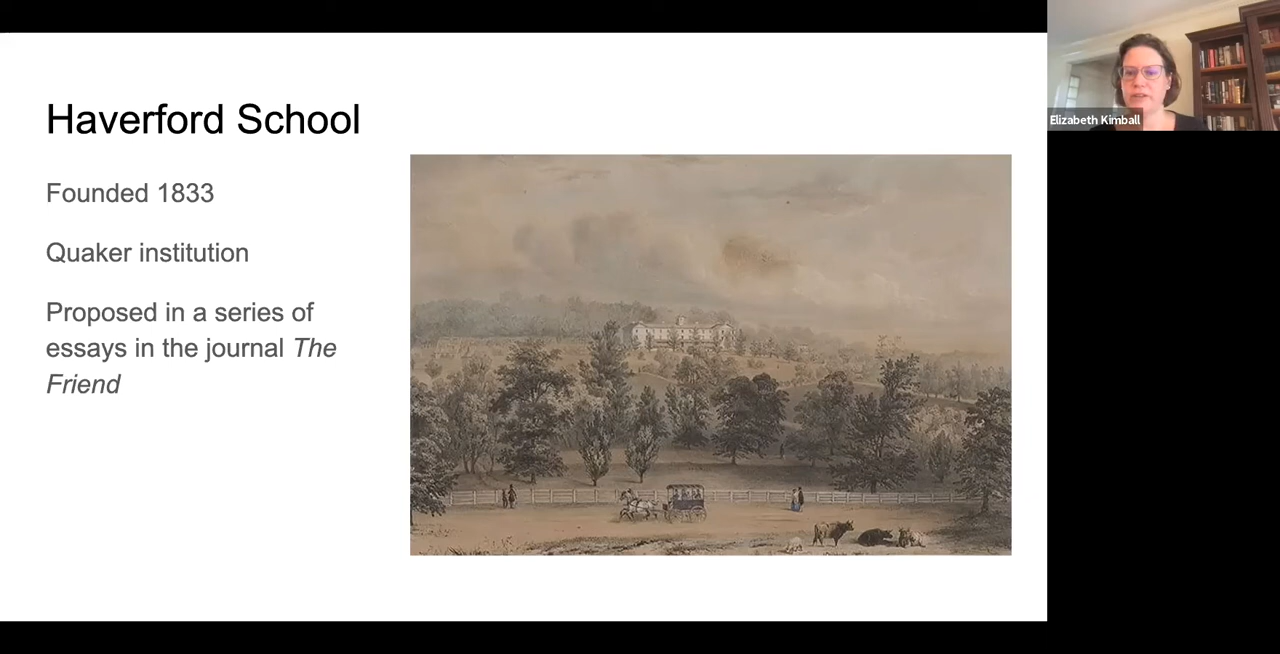 Haverford School
Founded 1833
Quaker institution
Proposed in a series of
essays in the journal The
Friend
Elizabeth Kimball